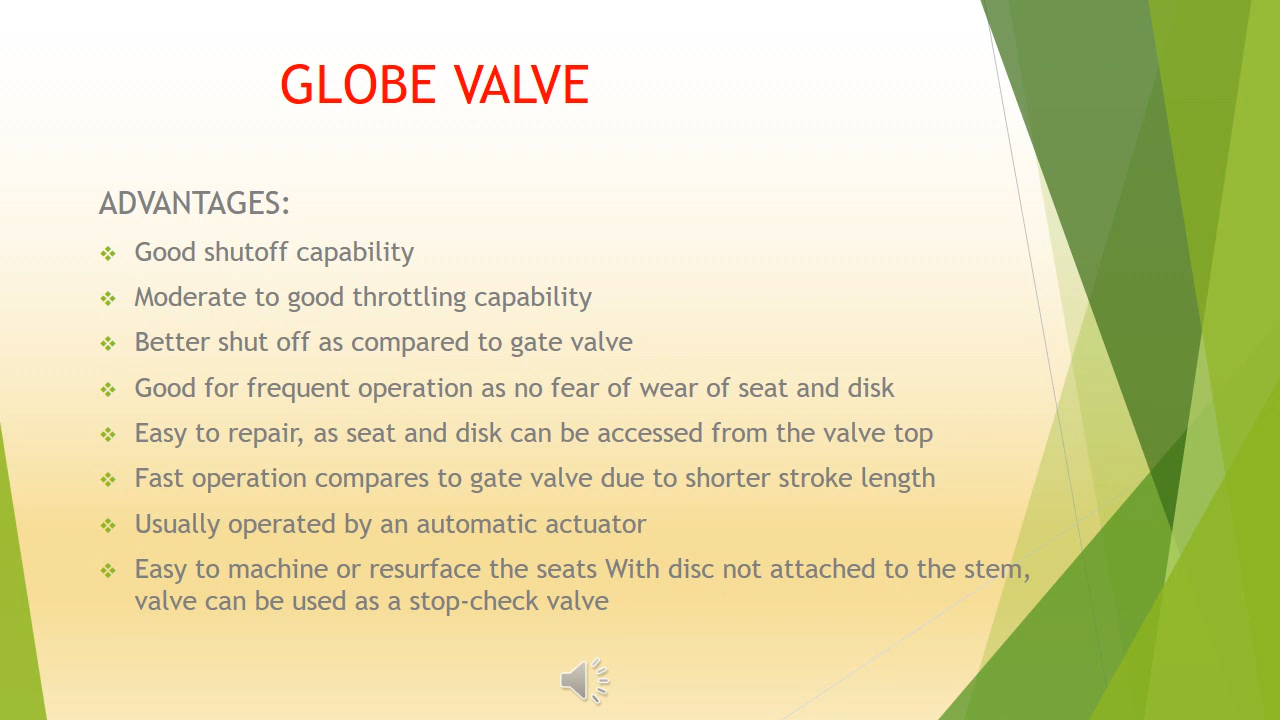 GLOBE VALVE
ADVANTAGES:
Good shutoff capability
Moderate to good throttling capability
Better shut off as compared to gate valve
Good for frequent operation as no fear of wear of seat and disk
Easy to repair, as seat and disk can be accessed from the valve top
Fast operation compares to gate valve due to shorter stroke length
Usually operated by an automatic actuator
Easy to machine or resurface the seats With disc not attached to the stem,
valve can be used as a stop-check valve